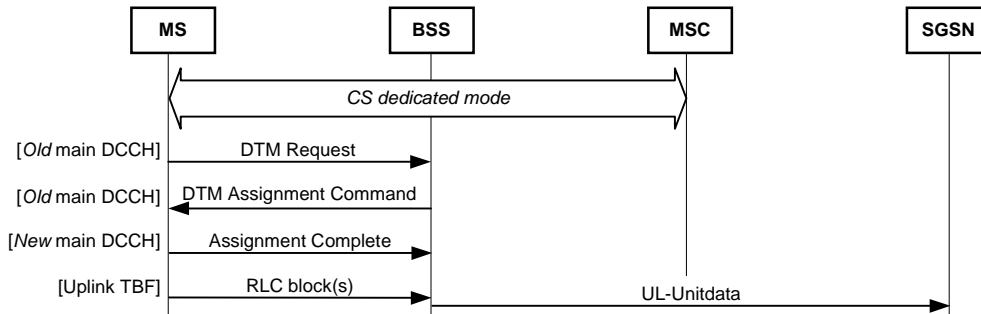 MS BSS MSC SGSN
CS dedicated mode
[Old main DCCH] DTM Request
[Old main DCCH] DTM Assignment Command
[New main DCCH] Assignment Complete
[Uplink TBF] RLC block(s) UL-Unitdata